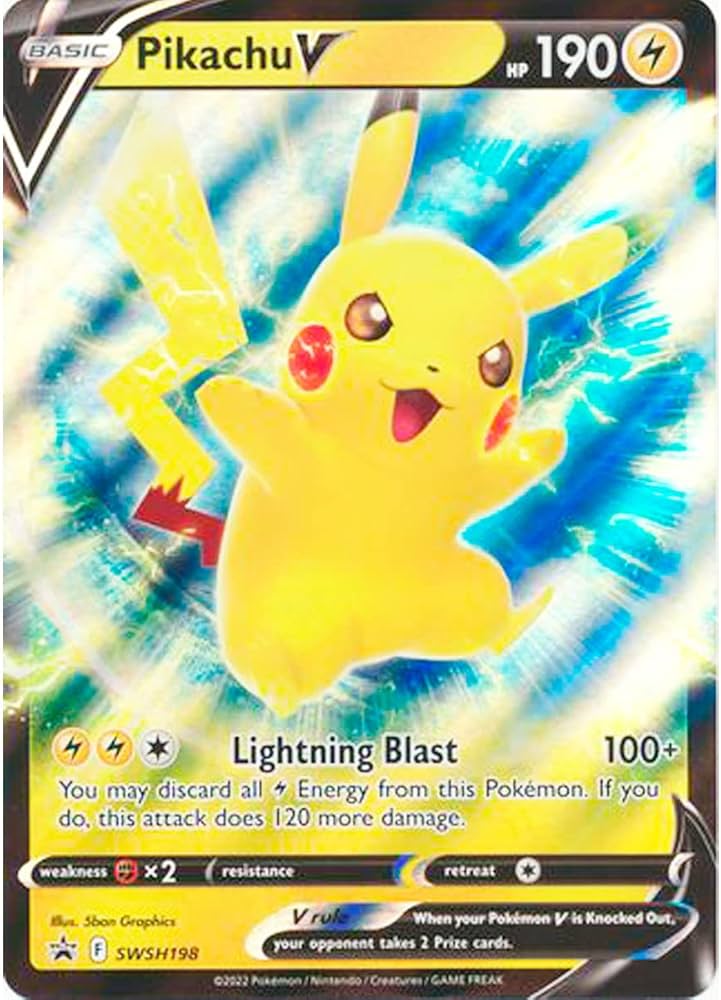 BASIC Pikachu V HP 190
Lightning Blast 100+
You may discard all Energy from this Pokémon. If you
do, this attack does 120 more damage.
weakness ×2 resistance retreat
Illus. 5ban Graphics
V rule When your Pokémon V is Knocked Out,
your opponent takes 2 Prize cards.
PROMO F SWSH198
©2022 Pokémon / Nintendo / Creatures / GAME FREAK